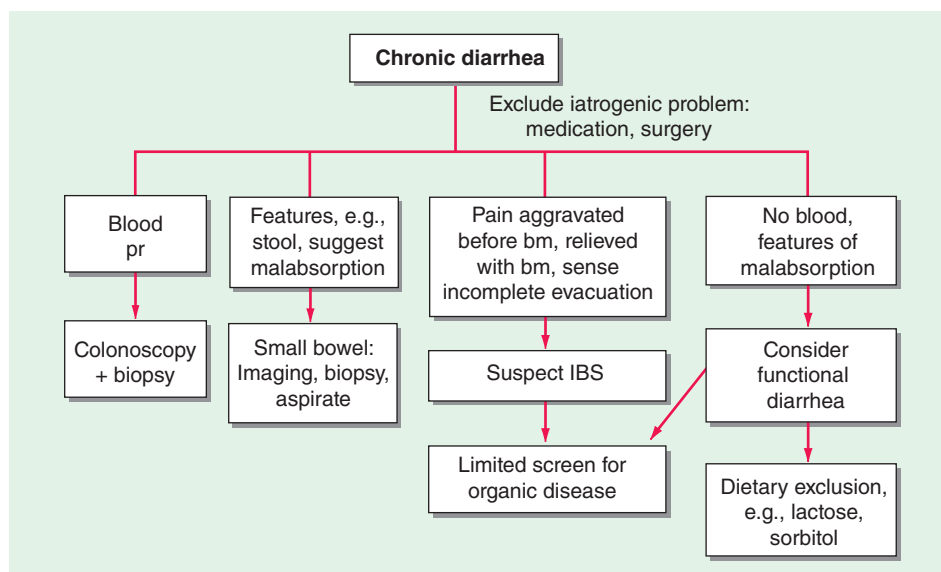 Chronic diarrhea
Exclude iatrogenic problem:
medication, surgery
Blood
pr
Features, e.g.,
stool, suggest
malabsorption
Pain aggravated
before bm, relieved
with bm, sense
incomplete evacuation
No blood,
features of
malabsorption
Colonoscopy
+ biopsy
Small bowel:
Imaging, biopsy,
aspirate
Suspect IBS
Consider
functional
diarrhea
Limited screen for
organic disease
Dietary exclusion,
e.g., lactose,
sorbitol